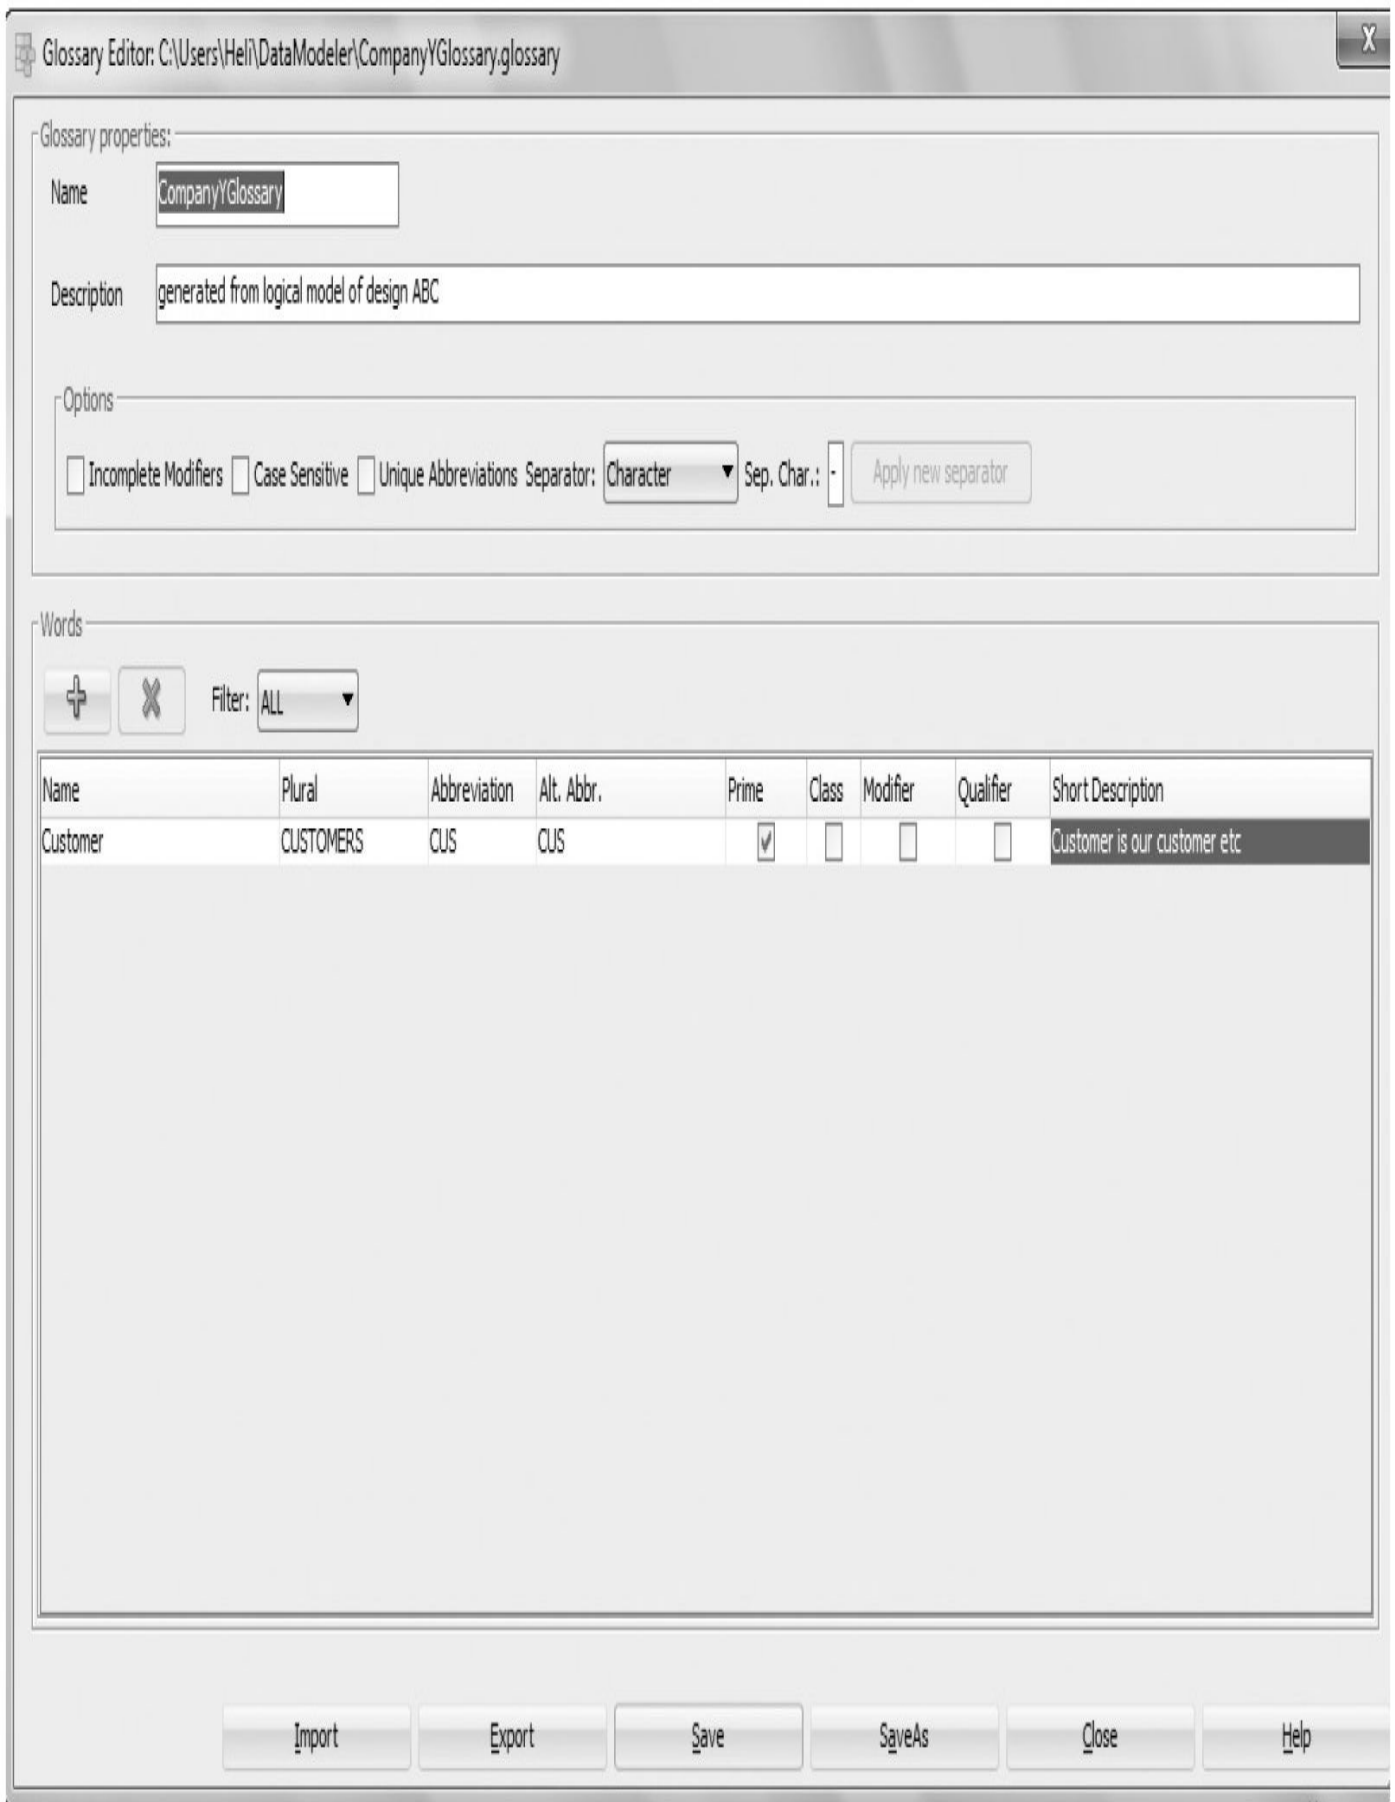 Glossary Editor: C:\Users\Heli\DataModeler\CompanyYGlossary.glossary
X
Glossary properties:
Name CompanyYGlossary
Description generated from logical model of design ABC
Options
Incomplete Modifiers Case Sensitive Unique Abbreviations Separator: Character Sep. Char.: - Apply new separator
Words
Filter: ALL
Name Plural Abbreviation Alt. Abbr. Prime Class Modifier Qualifier Short Description
Customer CUSTOMERS CUS CUS Customer is our customer etc
Import Export Save SaveAs Close Help